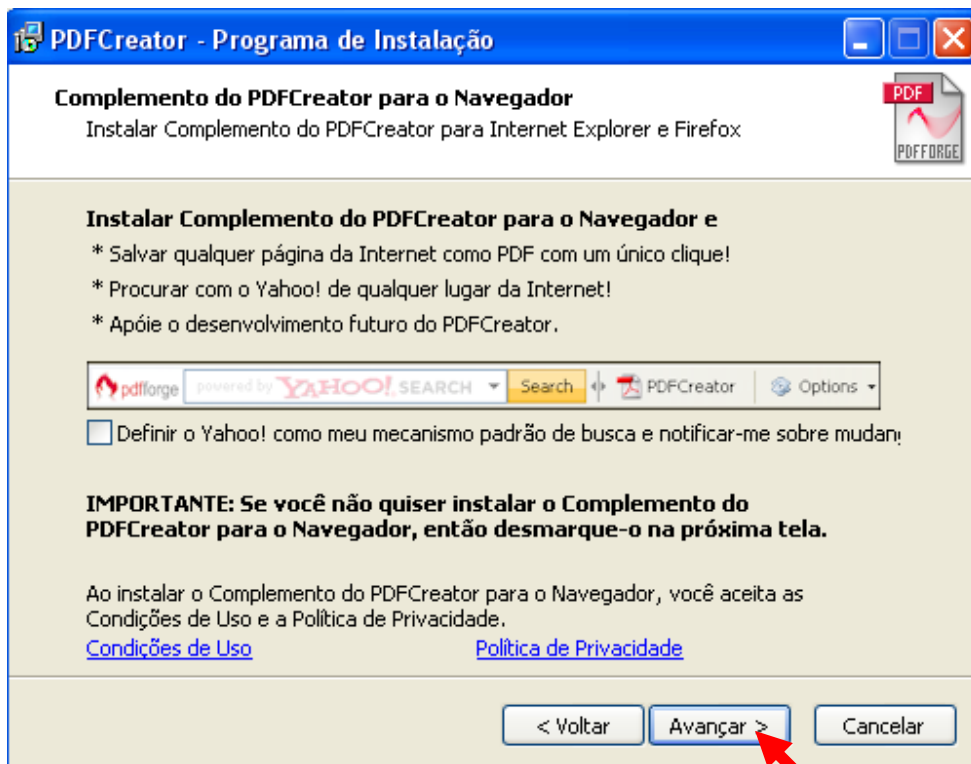 PDFCreator - Programa de Instalação
Complemento do PDFCreator para o Navegador
Instalar Complemento do PDFCreator para Internet Explorer e Firefox
PDF
PDFFORGE
Instalar Complemento do PDFCreator para o Navegador e
* Salvar qualquer página da Internet como PDF com um único clique!
* Procurar com o Yahoo! de qualquer lugar da Internet!
* Apóie o desenvolvimento futuro do PDFCreator.
pdfforge powered by YAHOO! SEARCH Search PDFCreator Options
Definir o Yahoo! como meu mecanismo padrão de busca e notificar-me sobre mudan
IMPORTANTE: Se você não quiser instalar o Complemento do
PDFCreator para o Navegador, então desmarque-o na próxima tela.
Ao instalar o Complemento do PDFCreator para o Navegador, você aceita as
Condições de Uso e a Política de Privacidade.
Condições de Uso Política de Privacidade
< Voltar Avançar > Cancelar